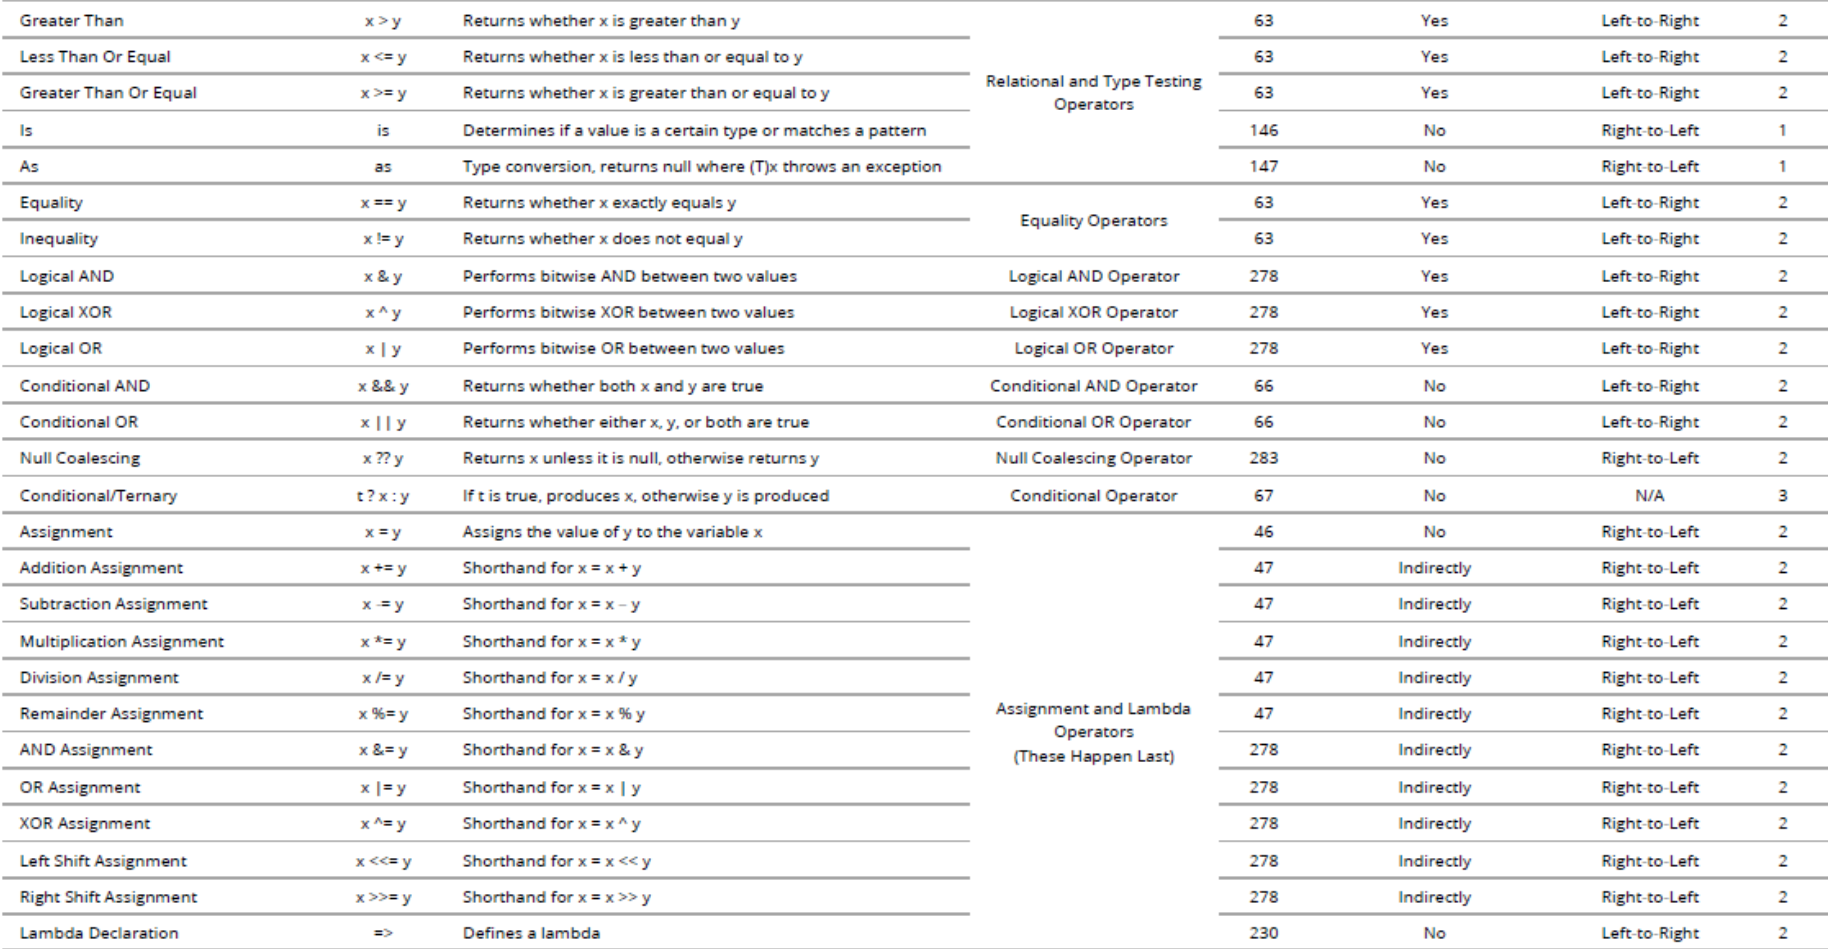 Greater Than x > y Returns whether x is greater than y 63 Yes Left-to-Right 2
Less Than Or Equal x <= y Returns whether x is less than or equal to y 63 Yes Left-to-Right 2
Relational and Type Testing
Operators
Greater Than Or Equal x >= y Returns whether x is greater than or equal to y 63 Yes Left-to-Right 2
Is is Determines if a value is a certain type or matches a pattern 146 No Right-to-Left 1
As as Type conversion, returns null where (T)x throws an exception 147 No Right-to-Left 1
Equality x == y Returns whether x exactly equals y 63 Yes Left-to-Right 2
Equality Operators
Inequality x != y Returns whether x does not equal y 63 Yes Left-to-Right 2
Logical AND x & y Performs bitwise AND between two values Logical AND Operator 278 Yes Left-to-Right 2
Logical XOR x ^ y Performs bitwise XOR between two values Logical XOR Operator 278 Yes Left-to-Right 2
Logical OR x | y Performs bitwise OR between two values Logical OR Operator 278 Yes Left-to-Right 2
Conditional AND x && y Returns whether both x and y are true Conditional AND Operator 66 No Left-to-Right 2
Conditional OR x || y Returns whether either x, y, or both are true Conditional OR Operator 66 No Left-to-Right 2
Null Coalescing x ?? y Returns x unless it is null, otherwise returns y Null Coalescing Operator 283 No Right-to-Left 2
Conditional/Ternary t ? x : y If t is true, produces x, otherwise y is produced Conditional Operator 67 No N/A 3
Assignment x = y Assigns the value of y to the variable x 46 No Right-to-Left 2
Addition Assignment x += y Shorthand for x = x + y 47 Indirectly Right-to-Left 2
Subtraction Assignment x -= y Shorthand for x = x – y 47 Indirectly Right-to-Left 2
Multiplication Assignment x *= y Shorthand for x = x * y 47 Indirectly Right-to-Left 2
Division Assignment x /= y Shorthand for x = x / y 47 Indirectly Right-to-Left 2
Remainder Assignment x %= y Shorthand for x = x % y 47 Indirectly Right-to-Left 2
Assignment and Lambda
Operators
(These Happen Last)
AND Assignment x &= y Shorthand for x = x & y 278 Indirectly Right-to-Left 2
OR Assignment x |= y Shorthand for x = x | y 278 Indirectly Right-to-Left 2
XOR Assignment x ^= y Shorthand for x = x ^ y 278 Indirectly Right-to-Left 2
Left Shift Assignment x <<= y Shorthand for x = x << y 278 Indirectly Right-to-Left 2
Right Shift Assignment x >>= y Shorthand for x = x >> y 278 Indirectly Right-to-Left 2
Lambda Declaration => Defines a lambda 230 No Left-to-Right 2